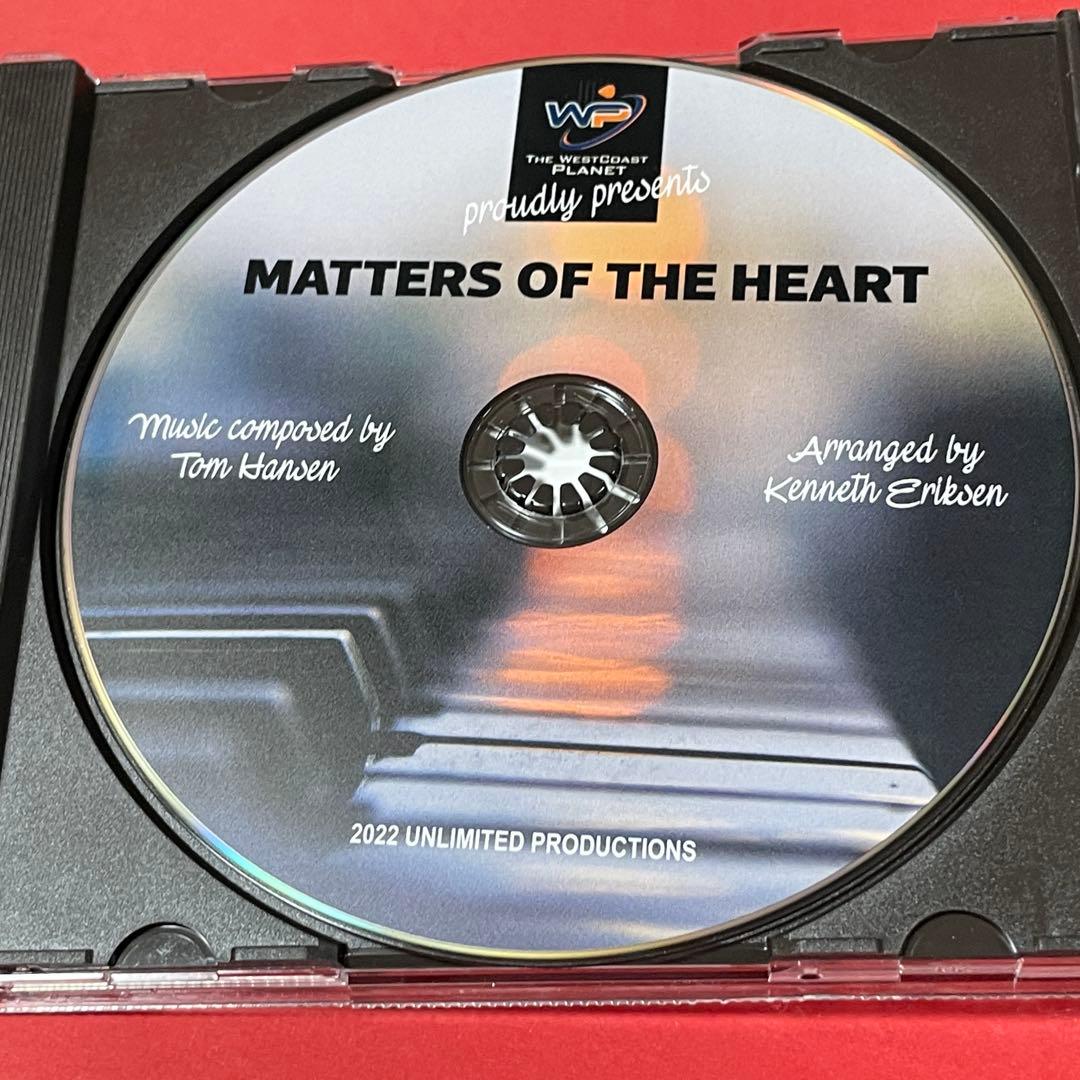 WP
THE WESTCOAST
PLANET
proudly presents
MATTERS OF THE HEART
Music composed by
Tom Hansen
Arranged by
Kenneth Eriksen
2022 UNLIMITED PRODUCTIONS